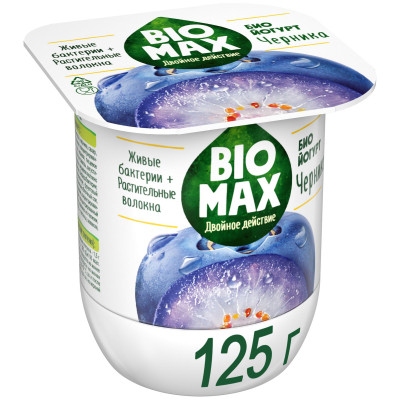 Живые
бактерии +
Растительные
волокна
BIO
MAX
Двойное действие
БИО ЙОГУРТ
Черника
Живые
бактерии +
Растительные
волокна
BIO
MAX
Двойное действие
БИО
ЙОГУРТ
Черника
125 г